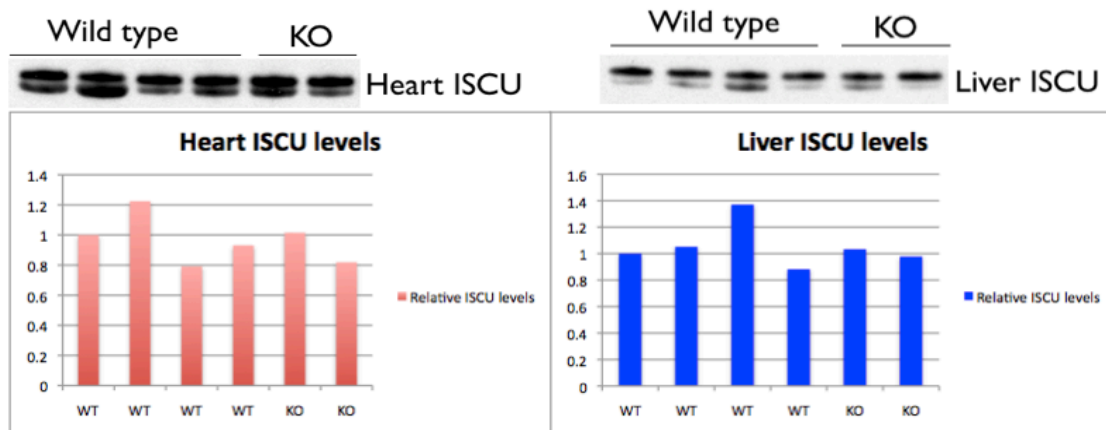 Wild type KO
Heart ISCU
Wild type KO
Liver ISCU
Heart ISCU levels
1.4
1.2
1
0.8
0.6
0.4
0.2
0
WT WT WT WT KO KO
Relative ISCU levels
Liver ISCU levels
1.6
1.4
1.2
1
0.8
0.6
0.4
0.2
0
WT WT WT WT KO KO
Relative ISCU levels